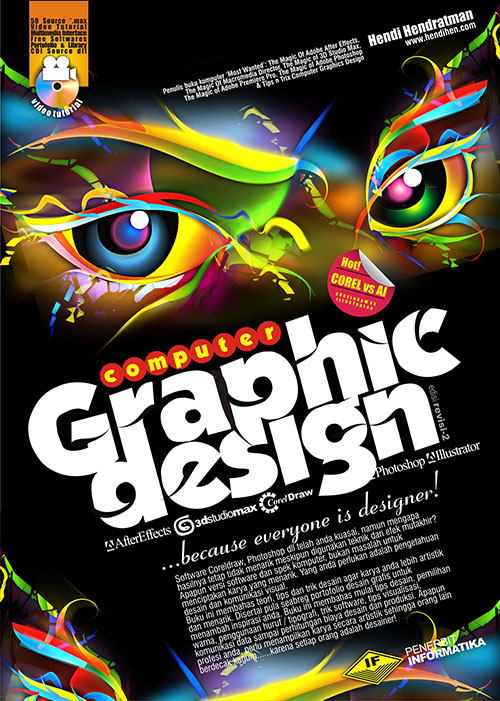 50 Source *.max
Video Tutorial
Multimedia Interface
Free Softwares
Portofolio & Library
CDI Source dll
video tutorial
Hendi Hendratman
www.hendihen.com
Penulis buku komputer 'Most Wanted': The Magic Of Adobe After Effects,
The Magic Of Macromedia Director, The Magic of 3D Studio Max,
The Magic of Adobe Premiere Pro, The Magic of Adobe Photoshop
& Tips n Trix Computer Graphics Design
Hot!
COREL vs AI
CORELDRAW VS
ILLUSTRATOR
computer
Graphic
design
edisi revisi-2
AfterEffects 3dstudiomax CorelDraw Photoshop Illustrator
...because everyone is designer!
Software Coreldraw, Photoshop dll telah anda kuasai, namun mengapa
hasilnya tetap tidak menarik meskipun digunakan teknik dan efek mutakhir?
Apapun versi software dan spek komputer, bukan masalah untuk
menciptakan karya yang menarik. Yang anda perlukan adalah pengetahuan
desain dan komunikasi visual.
Buku ini membahas teori, tips dan trik desain agar karya anda lebih artistik
dan menarik. Disertai pula seabreg portofolio desain gratis untuk
menambah inspirasi anda. Buku ini membahas mulai tips desain, pemilihan
warna, penggunaan huruf / tipografi, trik software, tips visualisasi,
komunikasi data sampai perhitungan biaya desain dan produksi. Apapun
profesi anda, perlu menampilkan karya secara artistik sehingga orang lain
berdecak kagum.....karena setiap orang adalah desainer!
IF
PENERBIT
INFORMATIKA